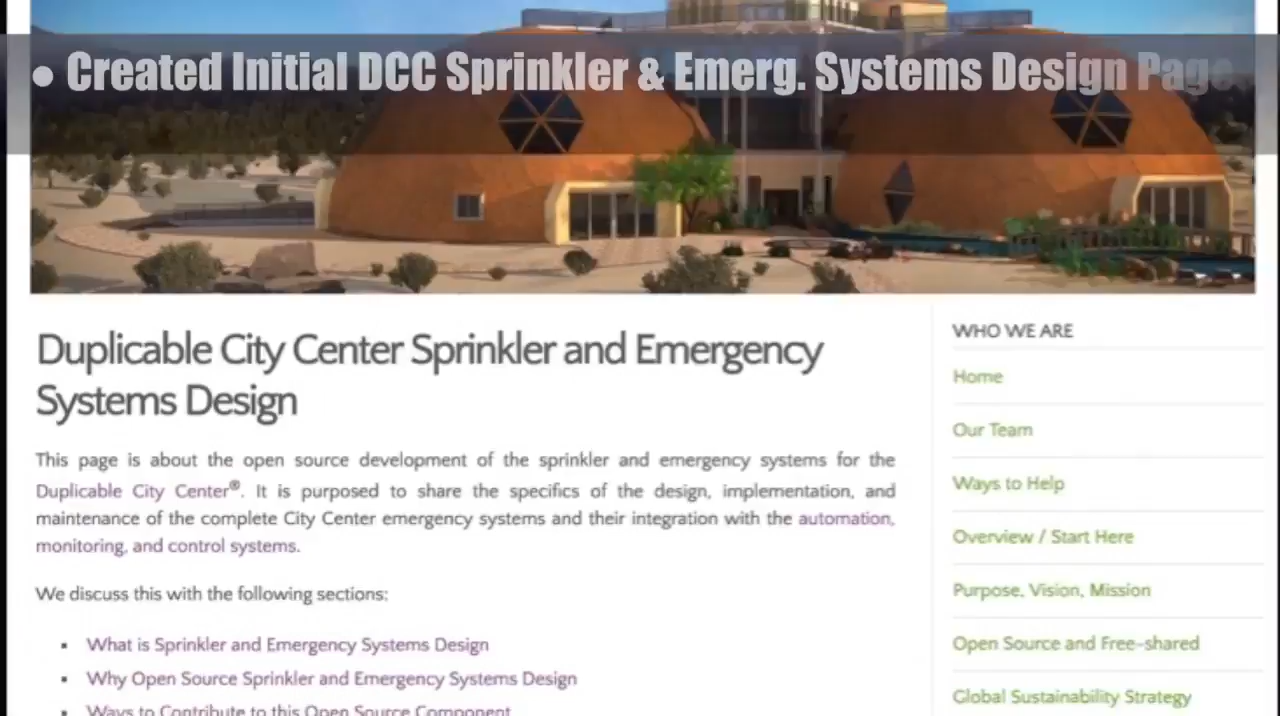 • Created Initial DCC Sprinkler & Emerg. Systems Design Page
Duplicable City Center Sprinkler and Emergency
Systems Design
This page is about the open source development of the sprinkler and emergency systems for the
Duplicable City Center®. It is purposed to share the specifics of the design, implementation, and
maintenance of the complete City Center emergency systems and their integration with the automation,
monitoring, and control systems.
We discuss this with the following sections:
▪ What is Sprinkler and Emergency Systems Design
▪ Why Open Source Sprinkler and Emergency Systems Design
▪ Ways to Contribute to this Open Source Component
WHO WE ARE
Home
Our Team
Ways to Help
Overview / Start Here
Purpose, Vision, Mission
Open Source and Free-shared
Global Sustainability Strategy